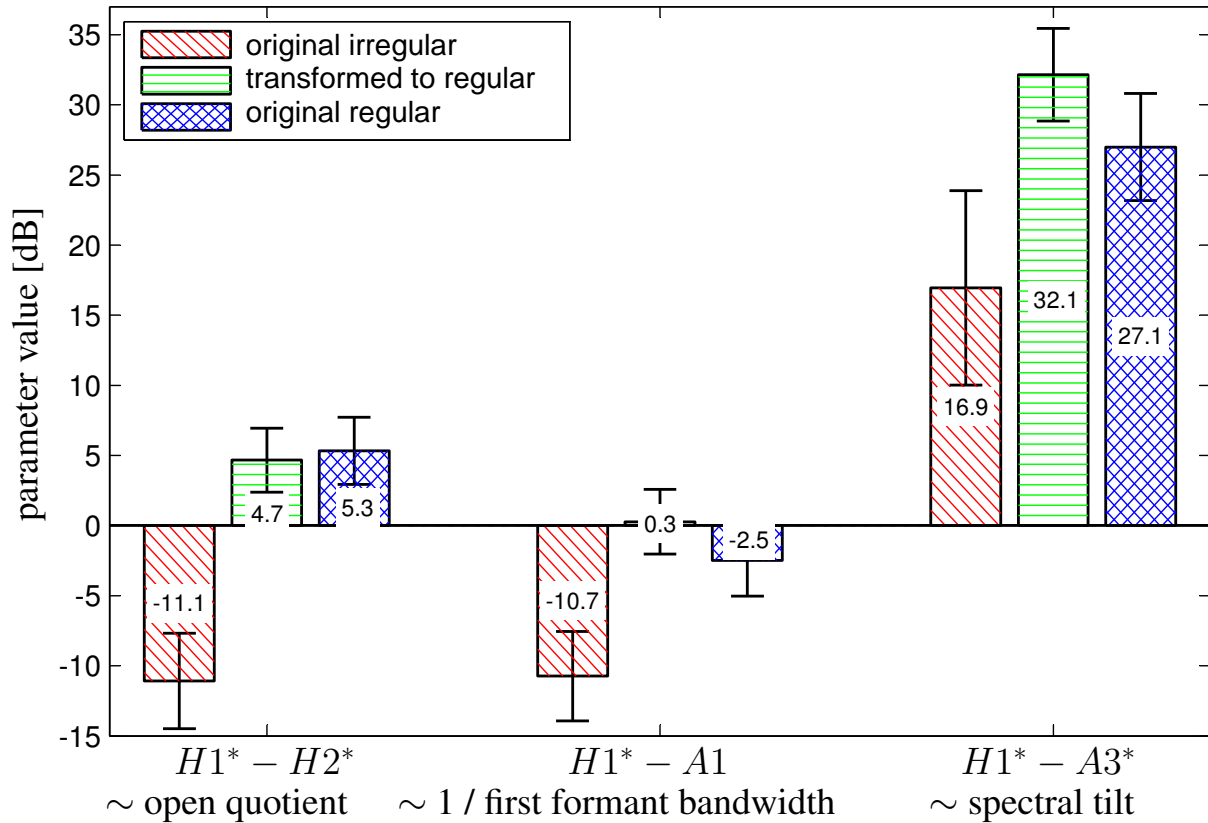 35
30
25
20
15
10
5
0
-5
-10
-15
parameter value [dB]
original irregular
transformed to regular
original regular
-11.1
4.7
5.3
-10.7
0.3
-2.5
16.9
32.1
27.1
H1* − H2*
∼ open quotient
H1* − A1
∼ 1 / first formant bandwidth
H1* − A3*
∼ spectral tilt